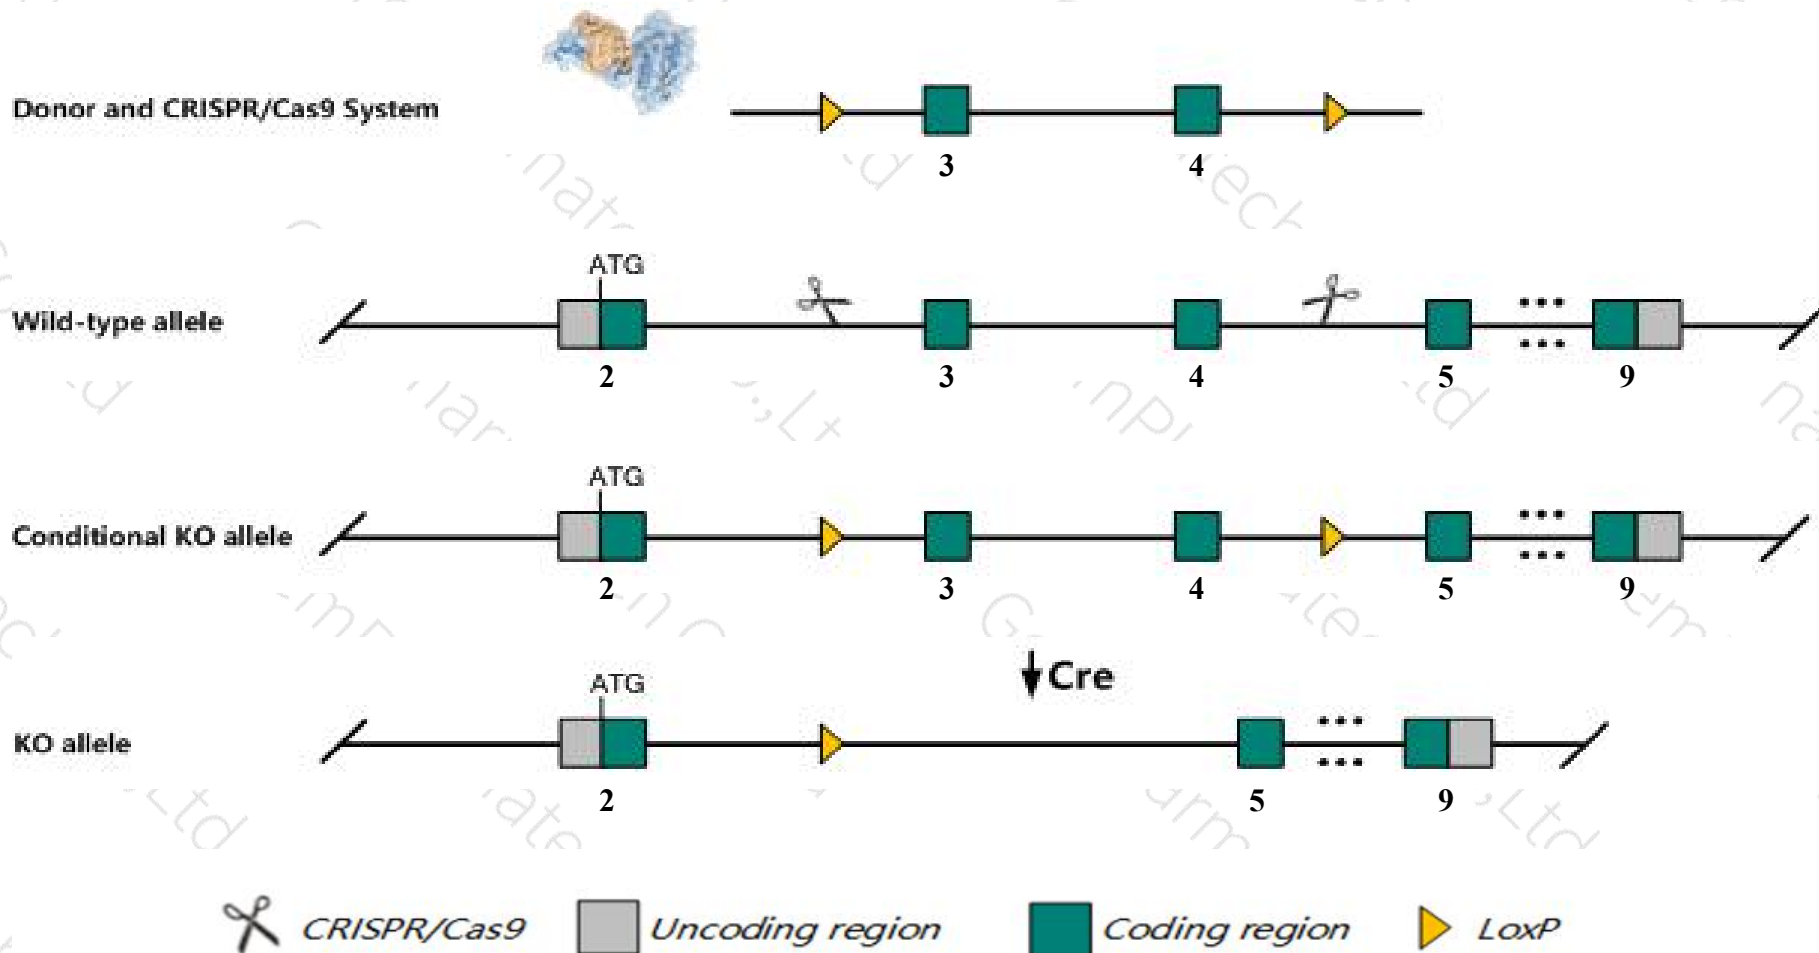 Donor and CRISPR/Cas9 System
3 4
ATG
Wild-type allele
2 3 4 5 9
ATG
Conditional KO allele
2 3 4 5 9
Cre
ATG
KO allele
2 5 9
CRISPR/Cas9 Uncoding region Coding region LoxP